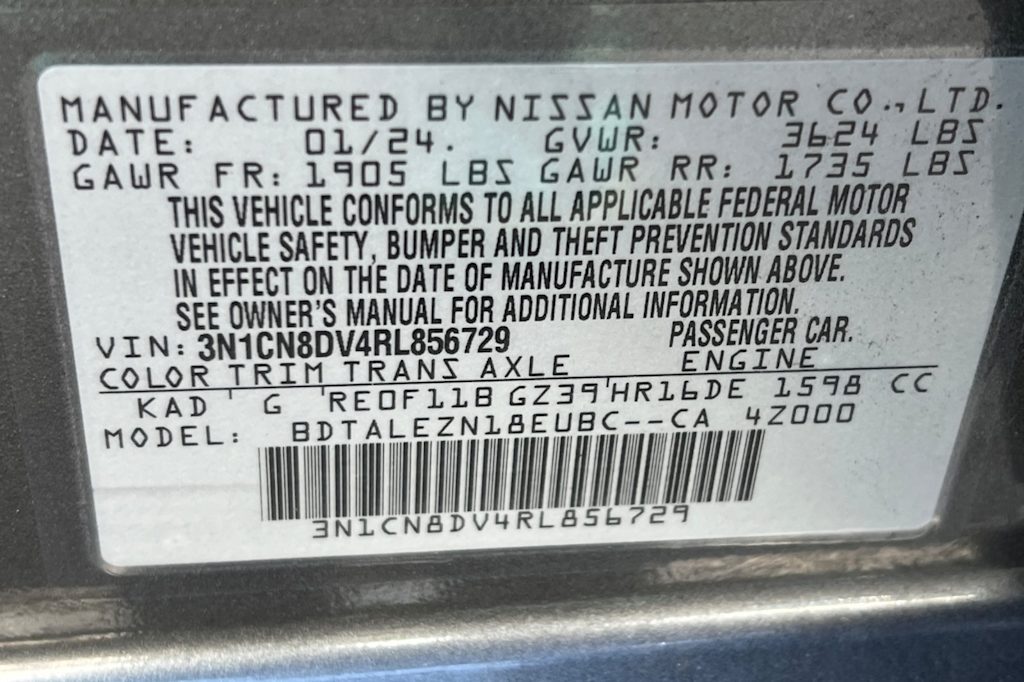 MANUFACTURED BY NISSAN MOTOR CO., LTD.
DATE: 01/24. GVWR: 3624 LBS
GAWR FR: 1905 LBS GAWR RR: 1735 LBS
THIS VEHICLE CONFORMS TO ALL APPLICABLE FEDERAL MOTOR
VEHICLE SAFETY, BUMPER AND THEFT PREVENTION STANDARDS
IN EFFECT ON THE DATE OF MANUFACTURE SHOWN ABOVE.
SEE OWNER'S MANUAL FOR ADDITIONAL INFORMATION.
VIN: 3N1CN8DV4RL856729 PASSENGER CAR.
COLOR TRIM TRANS AXLE ENGINE
KAD ' G 'RE0F11B GZ39'HR16DE 1598 CC
MODEL: BDTALEZN18EUBC--CA 4Z000
3N1CN8DV4RL856729